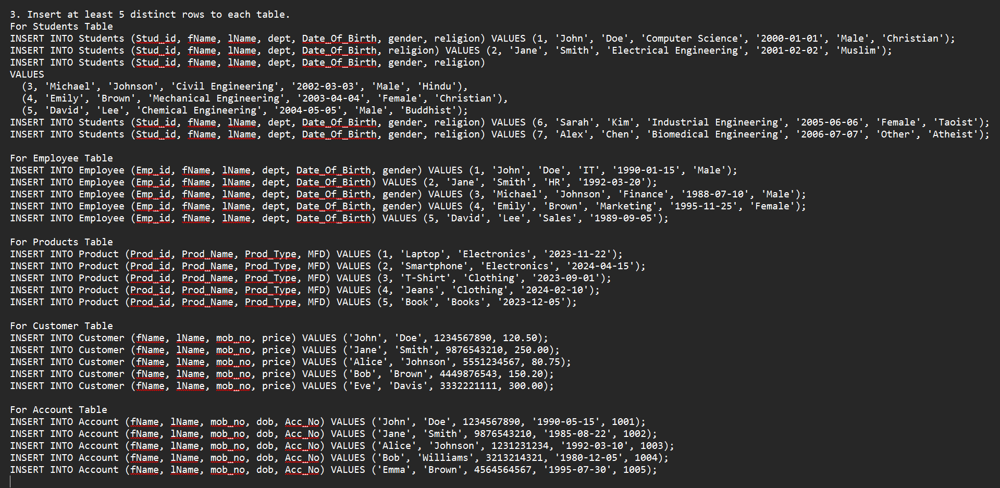 3. Insert at least 5 distinct rows to each table.
For Students Table
INSERT INTO Students (Stud_id, fName, lName, dept, Date_Of_Birth, gender, religion) VALUES (1, 'John', 'Doe', 'Computer Science', '2000-01-01', 'Male', 'Christian');
INSERT INTO Students (Stud_id, fName, lName, dept, Date_Of_Birth, religion) VALUES (2, 'Jane', 'Smith', 'Electrical Engineering', '2001-02-02', 'Muslim');
INSERT INTO Students (Stud_id, fName, lName, dept, Date_Of_Birth, gender, religion)
VALUES
  (3, 'Michael', 'Johnson', 'Civil Engineering', '2002-03-03', 'Male', 'Hindu'),
  (4, 'Emily', 'Brown', 'Mechanical Engineering', '2003-04-04', 'Female', 'Christian'),
  (5, 'David', 'Lee', 'Chemical Engineering', '2004-05-05', 'Male', 'Buddhist');
INSERT INTO Students (Stud_id, fName, lName, dept, Date_Of_Birth, gender, religion) VALUES (6, 'Sarah', 'Kim', 'Industrial Engineering', '2005-06-06', 'Female', 'Taoist');
INSERT INTO Students (Stud_id, fName, lName, dept, Date_Of_Birth, gender, religion) VALUES (7, 'Alex', 'Chen', 'Biomedical Engineering', '2006-07-07', 'Other', 'Atheist');

For Employee Table
INSERT INTO Employee (Emp_id, fName, lName, dept, Date_Of_Birth, gender) VALUES (1, 'John', 'Doe', 'IT', '1990-01-15', 'Male');
INSERT INTO Employee (Emp_id, fName, lName, dept, Date_Of_Birth) VALUES (2, 'Jane', 'Smith', 'HR', '1992-03-20');
INSERT INTO Employee (Emp_id, fName, lName, dept, Date_Of_Birth, gender) VALUES (3, 'Michael', 'Johnson', 'Finance', '1988-07-10', 'Male');
INSERT INTO Employee (Emp_id, fName, lName, dept, Date_Of_Birth, gender) VALUES (4, 'Emily', 'Brown', 'Marketing', '1995-11-25', 'Female');
INSERT INTO Employee (Emp_id, fName, lName, dept, Date_Of_Birth) VALUES (5, 'David', 'Lee', 'Sales', '1989-09-05');

For Products Table
INSERT INTO Product (Prod_id, Prod_Name, Prod_Type, MFD) VALUES (1, 'Laptop', 'Electronics', '2023-11-22');
INSERT INTO Product (Prod_id, Prod_Name, Prod_Type, MFD) VALUES (2, 'Smartphone', 'Electronics', '2024-04-15');
INSERT INTO Product (Prod_id, Prod_Name, Prod_Type, MFD) VALUES (3, 'T-Shirt', 'Clothing', '2023-09-01');
INSERT INTO Product (Prod_id, Prod_Name, Prod_Type, MFD) VALUES (4, 'Jeans', 'Clothing', '2024-02-10');
INSERT INTO Product (Prod_id, Prod_Name, Prod_Type, MFD) VALUES (5, 'Book', 'Books', '2023-12-05');

For Customer Table
INSERT INTO Customer (fName, lName, mob_no, price) VALUES ('John', 'Doe', 1234567890, 120.50);
INSERT INTO Customer (fName, lName, mob_no, price) VALUES ('Jane', 'Smith', 9876543210, 250.00);
INSERT INTO Customer (fName, lName, mob_no, price) VALUES ('Alice', 'Johnson', 5551234567, 80.75);
INSERT INTO Customer (fName, lName, mob_no, price) VALUES ('Bob', 'Brown', 4449876543, 150.20);
INSERT INTO Customer (fName, lName, mob_no, price) VALUES ('Eve', 'Davis', 3332221111, 300.00);

For Account Table
INSERT INTO Account (fName, lName, mob_no, dob, Acc_No) VALUES ('John', 'Doe', 1234567890, '1990-05-15', 1001);
INSERT INTO Account (fName, lName, mob_no, dob, Acc_No) VALUES ('Jane', 'Smith', 9876543210, '1985-08-22', 1002);
INSERT INTO Account (fName, lName, mob_no, dob, Acc_No) VALUES ('Alice', 'Johnson', 1231231234, '1992-03-10', 1003);
INSERT INTO Account (fName, lName, mob_no, dob, Acc_No) VALUES ('Bob', 'Williams', 3213214321, '1980-12-05', 1004);
INSERT INTO Account (fName, lName, mob_no, dob, Acc_No) VALUES ('Emma', 'Brown', 4564564567, '1995-07-30', 1005);